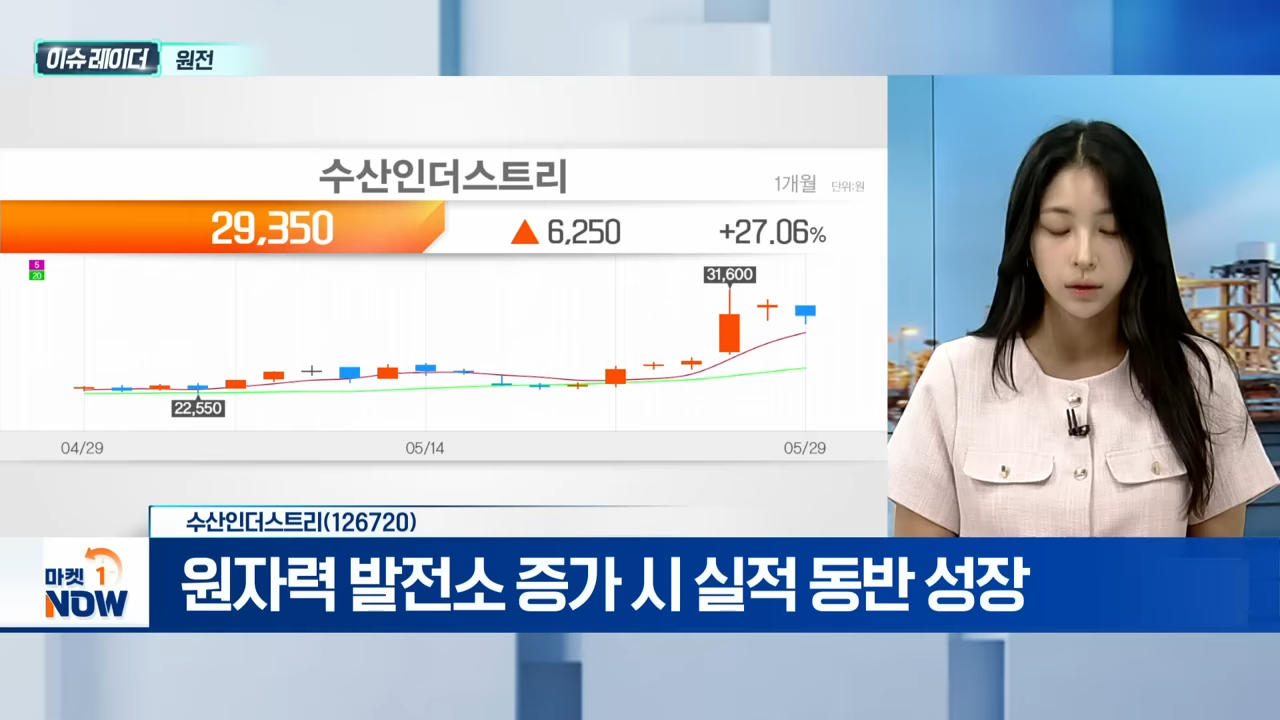 이슈 레이더 원전
수산인더스트리
1개월 단위:원
29,350 ▲ 6,250 +27.06%
5
20
31,600
22,550
04/29 05/14 05/29
수산인더스트리(126720)
마켓 1
NOW
원자력 발전소 증가 시 실적 동반 성장